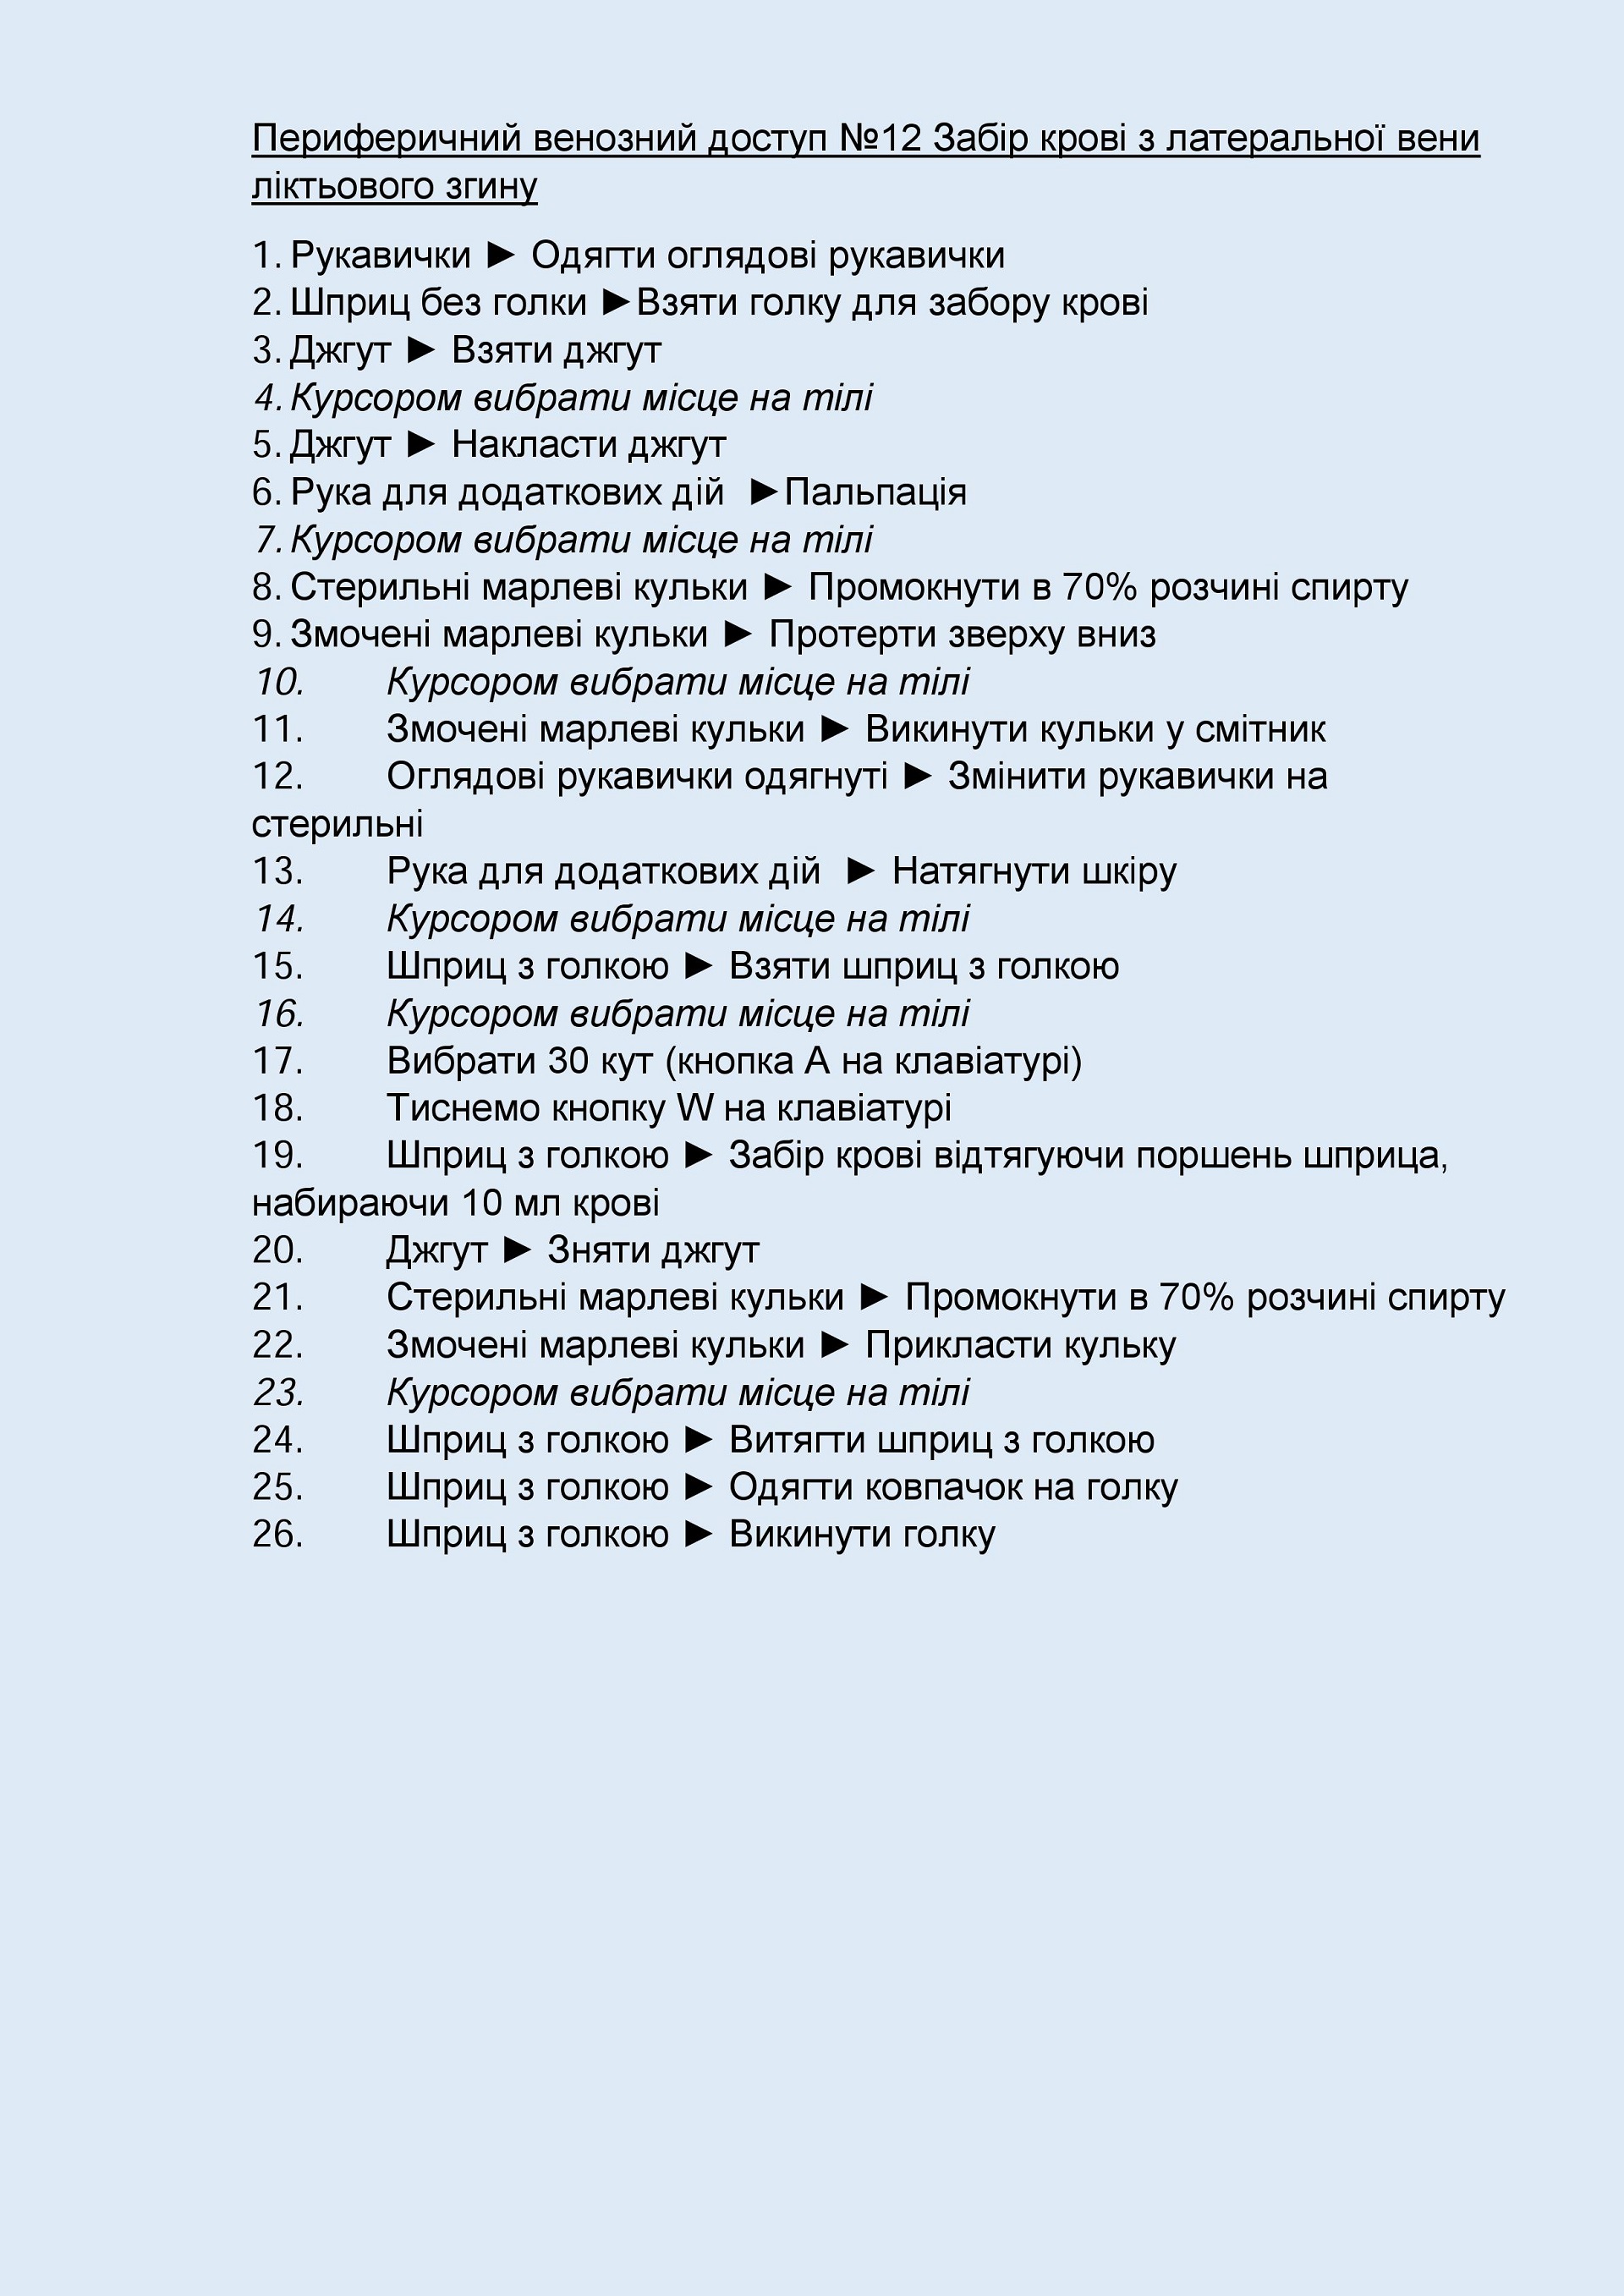 Периферичний венозний доступ №12 Забір крові з латеральної вени
ліктьового згину
1. Рукавички ► Одягти оглядові рукавички
2. Шприц без голки ►Взяти голку для забору крові
3. Джгут ► Взяти джгут
4. Курсором вибрати місце на тілі
5. Джгут ► Накласти джгут
6. Рука для додаткових дій ►Пальпація
7. Курсором вибрати місце на тілі
8. Стерильні марлеві кульки ► Промокнути в 70% розчині спирту
9. Змочені марлеві кульки ► Протерти зверху вниз
10. Курсором вибрати місце на тілі
11. Змочені марлеві кульки ► Викинути кульки у смітник
12. Оглядові рукавички одягнуті ► Змінити рукавички на
стерильні
13. Рука для додаткових дій ► Натягнути шкіру
14. Курсором вибрати місце на тілі
15. Шприц з голкою ► Взяти шприц з голкою
16. Курсором вибрати місце на тілі
17. Вибрати 30 кут (кнопка А на клавіатурі)
18. Тиснемо кнопку W на клавіатурі
19. Шприц з голкою ► Забір крові відтягуючи поршень шприца,
набираючи 10 мл крові
20. Джгут ► Зняти джгут
21. Стерильні марлеві кульки ► Промокнути в 70% розчині спирту
22. Змочені марлеві кульки ► Прикласти кульку
23. Курсором вибрати місце на тілі
24. Шприц з голкою ► Витягти шприц з голкою
25. Шприц з голкою ► Одягти ковпачок на голку
26. Шприц з голкою ► Викинути голку